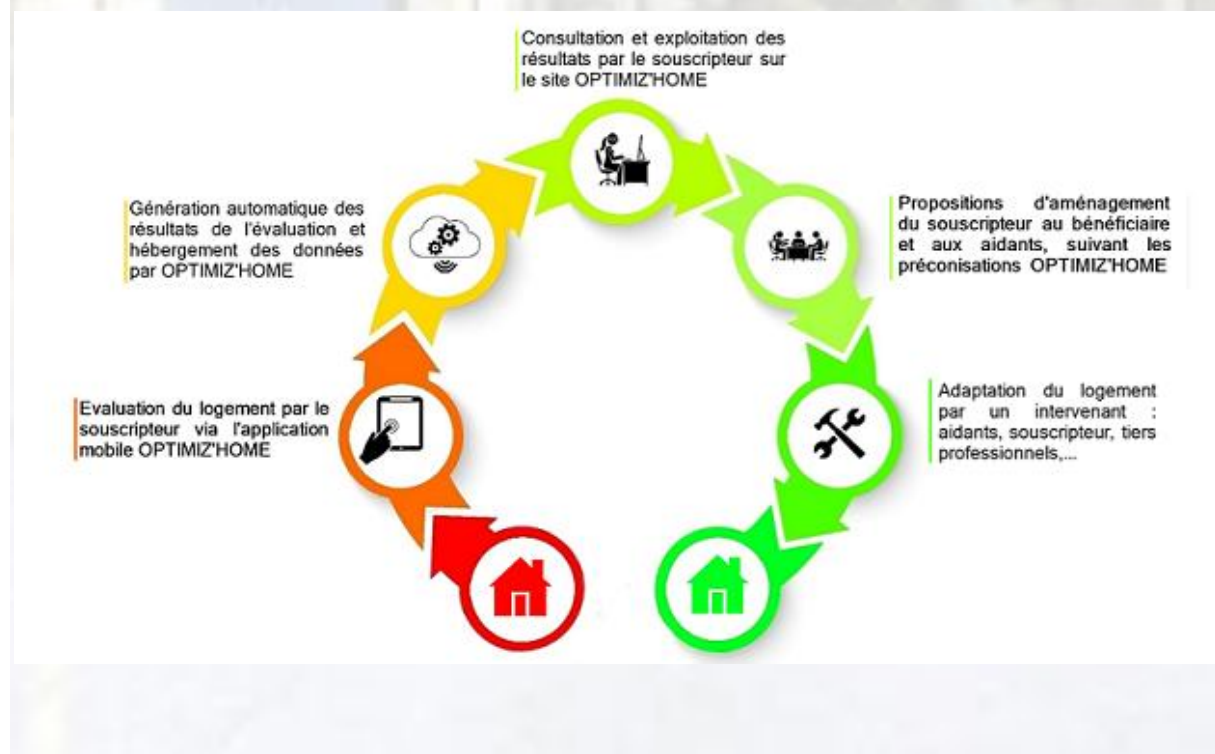 Consultation et exploitation des
résultats par le souscripteur sur
le site OPTIMIZ'HOME
Génération automatique des
résultats de l'évaluation et
hébergement des données
par OPTIMIZ'HOME
Propositions d'aménagement
du souscripteur au bénéficiaire
et aux aidants, suivant les
préconisations OPTIMIZ'HOME
Evaluation du logement par le
souscripteur via l'application
mobile OPTIMIZ'HOME
Adaptation du logement
par un intervenant :
aidants, souscripteur, tiers
professionnels,...